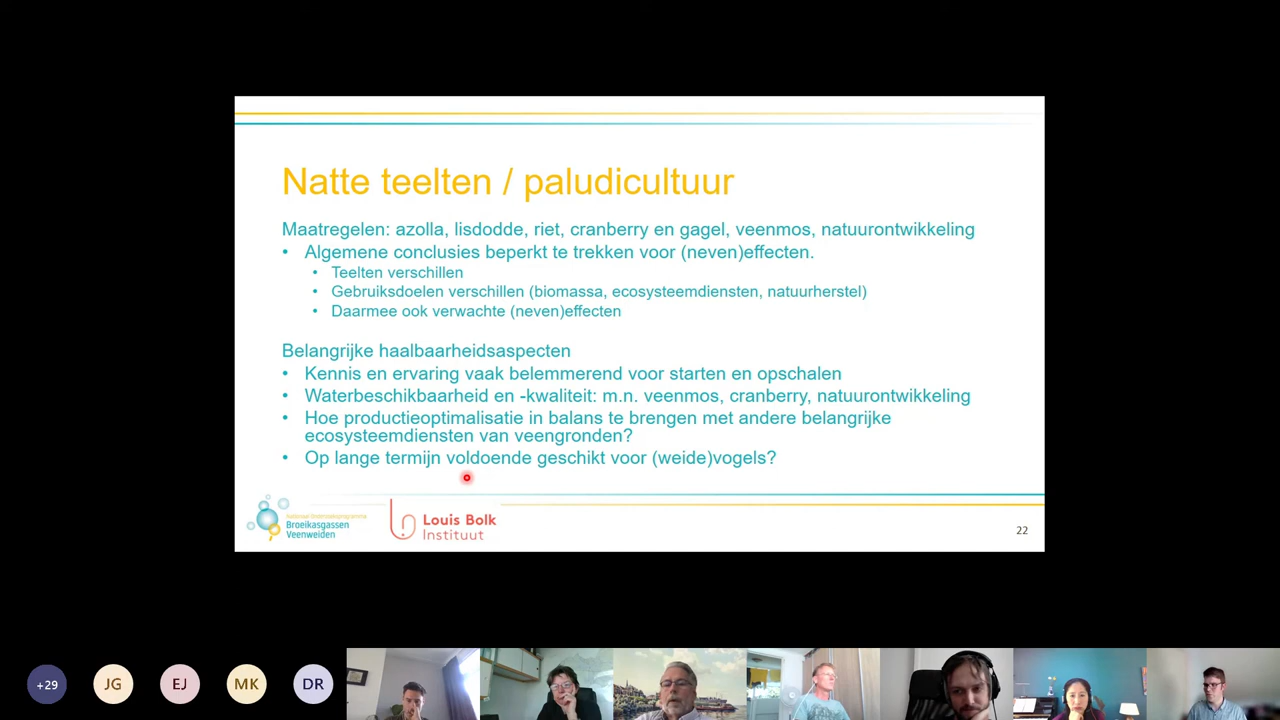 Natte teelten / paludicultuur
Maatregelen: azolla, lisdodde, riet, cranberry en gagel, veenmos, natuurontwikkeling
• Algemene conclusies beperkt te trekken voor (neven)effecten.
• Teelten verschillen
• Gebruiksdoelen verschillen (biomassa, ecosysteemdiensten, natuurherstel)
• Daarmee ook verwachte (neven)effecten
Belangrijke haalbaarheidsaspecten
• Kennis en ervaring vaak belemmerend voor starten en opschalen
• Waterbeschikbaarheid en -kwaliteit: m.n. veenmos, cranberry, natuurontwikkeling
• Hoe productieoptimalisatie in balans te brengen met andere belangrijke
ecosysteemdiensten van veengronden?
• Op lange termijn voldoende geschikt voor (weide)vogels?
Nationaal Onderzoeksprogramma
Broeikasgassen
Veenweiden
Louis Bolk
Instituut
22
+29
JG
EJ
MK
DR